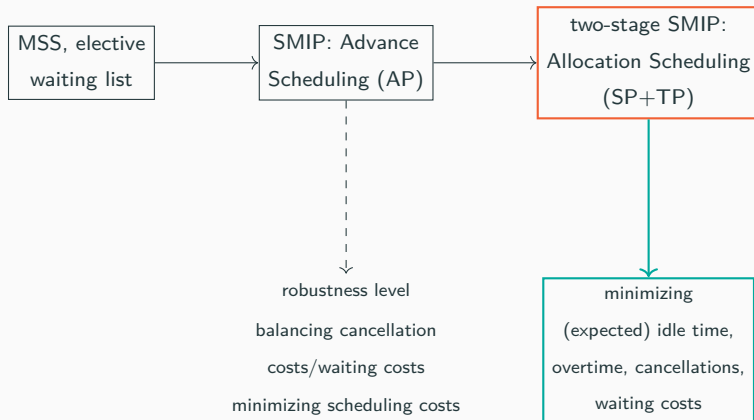 MSS, elective
waiting list
SMIP: Advance
Scheduling (AP)
two-stage SMIP:
Allocation Scheduling
(SP+TP)
robustness level
balancing cancellation
costs/waiting costs
minimizing scheduling costs
minimizing
(expected) idle time,
overtime, cancellations,
waiting costs